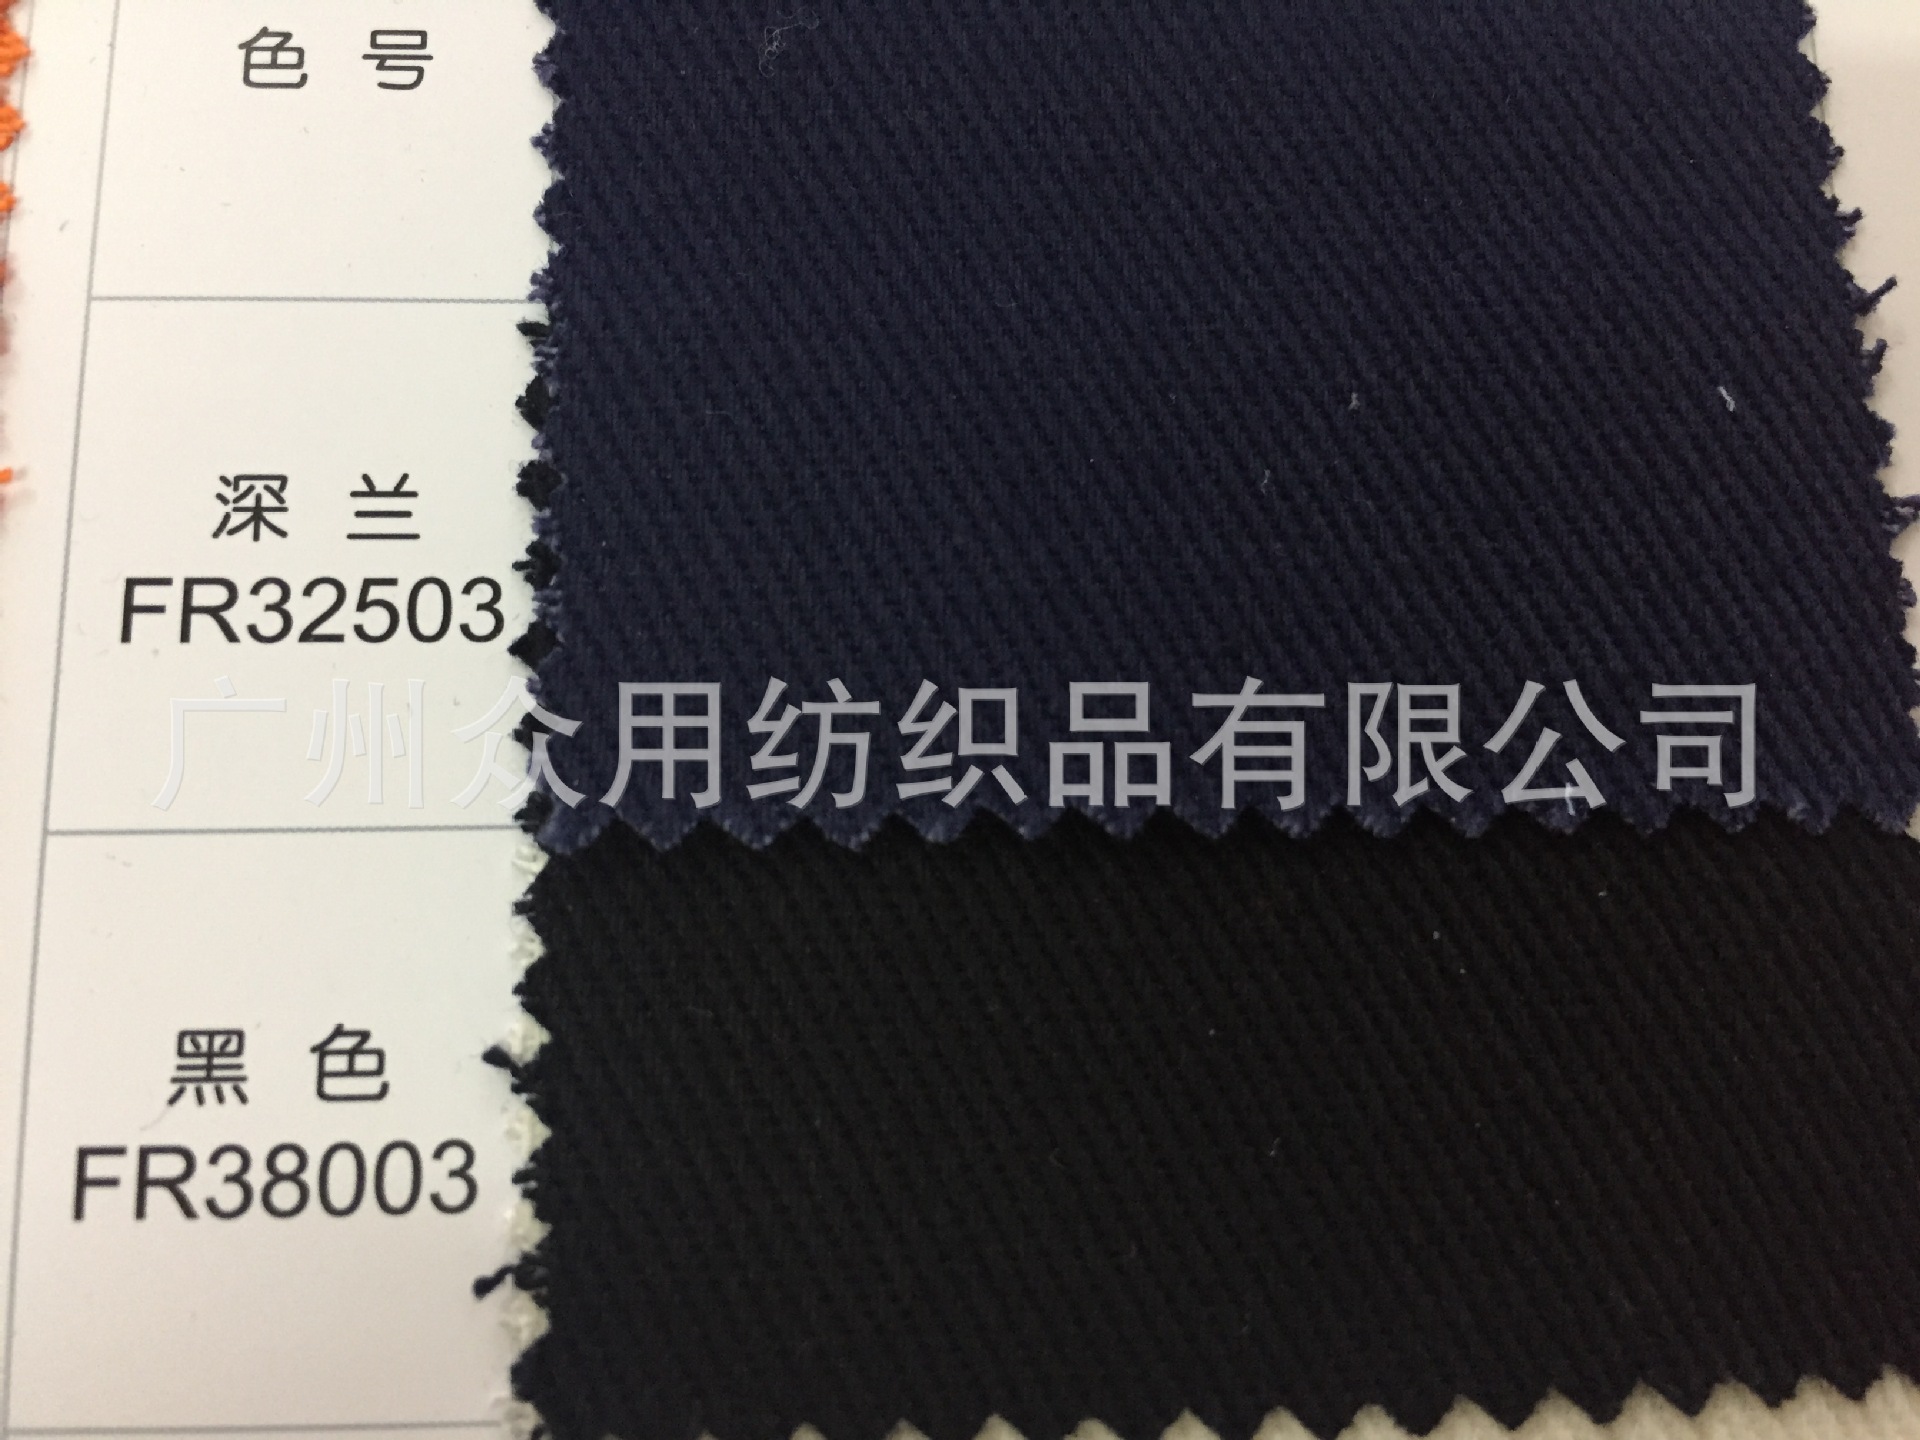 色号
深兰
FR32503
广州众用纺织品有限公司
黑色
FR38003